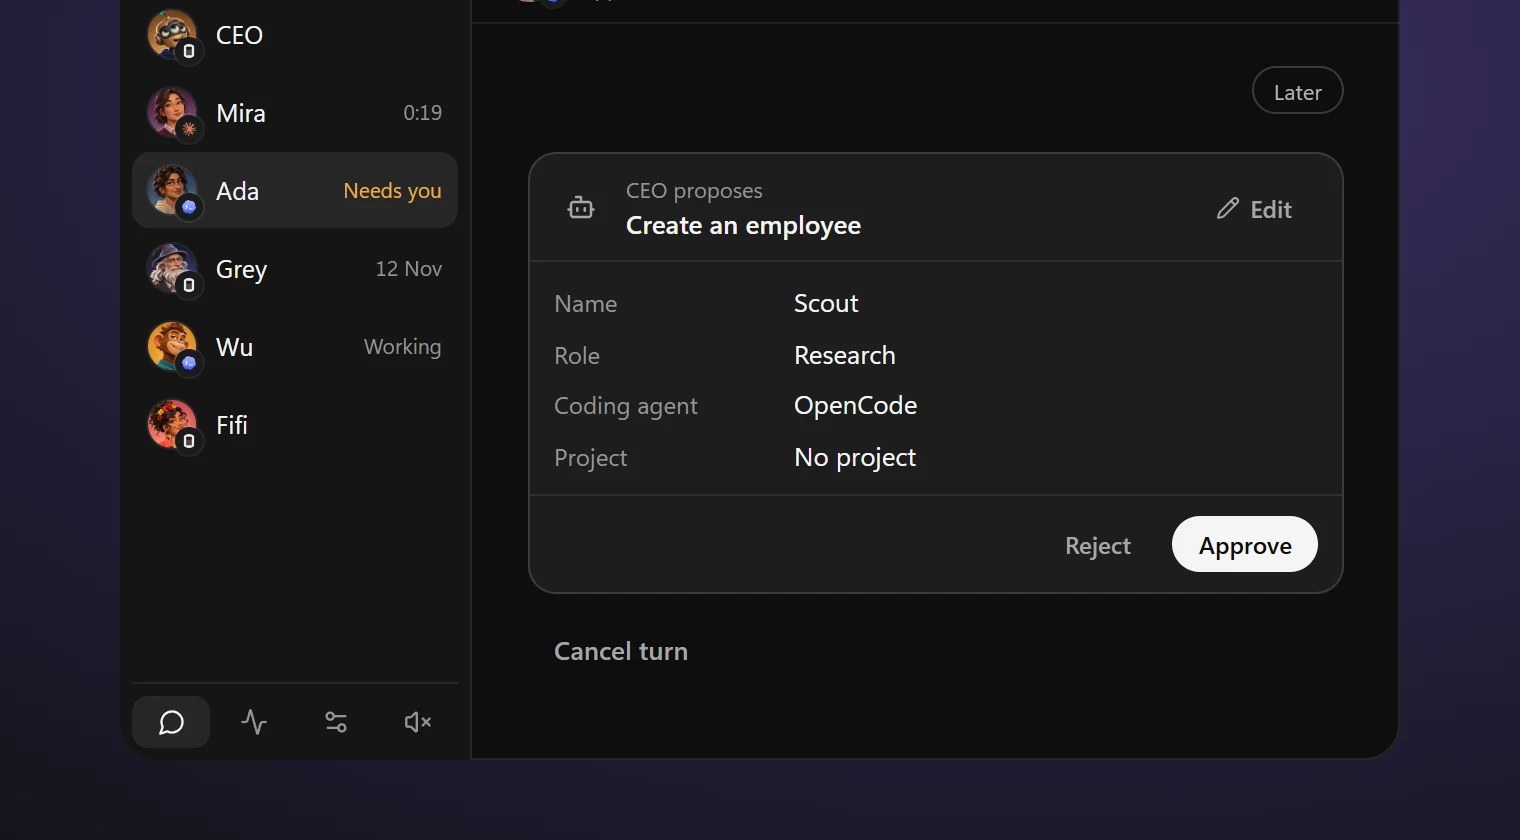 CEO
Mira 0:19
Ada Needs you
Grey 12 Nov
Wu Working
Fifi
Later
CEO proposes
Create an employee
Edit
Name Scout
Role Research
Coding agent OpenCode
Project No project
Reject Approve
Cancel turn